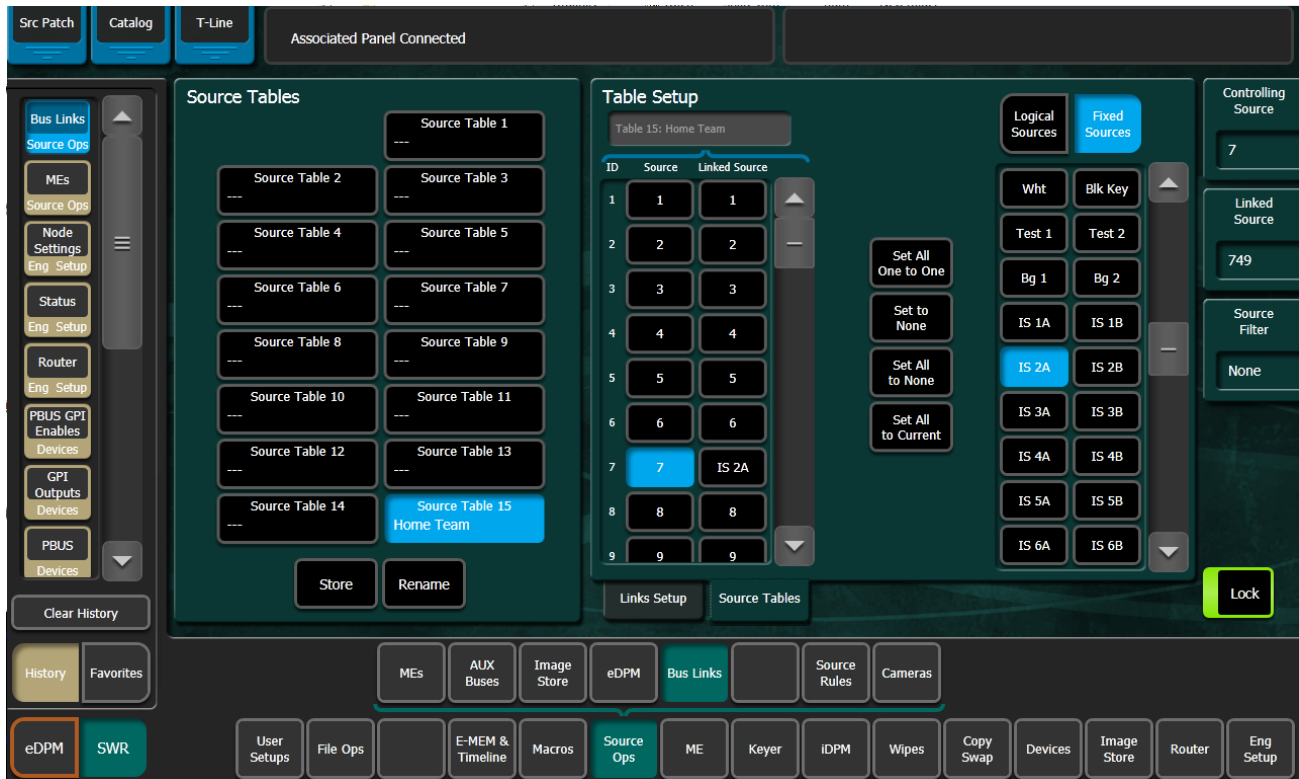 Src Patch
Catalog
T-Line
Associated Panel Connected
Bus Links
Source Ops
MEs
Source Ops
Node
Settings
Eng Setup
Status
Eng Setup
Router
Eng Setup
PBUS GPI
Enables
Devices
GPI
Outputs
Devices
PBUS
Devices
Clear History
History
Favorites
Source Tables
Source Table 1
---
Source Table 2
---
Source Table 3
---
Source Table 4
---
Source Table 5
---
Source Table 6
---
Source Table 7
---
Source Table 8
---
Source Table 9
---
Source Table 10
---
Source Table 11
---
Source Table 12
---
Source Table 13
---
Source Table 14
---
Source Table 15
Home Team
Store
Rename
Table Setup
Table 15: Home Team
ID Source Linked Source
1 1 1
2 2 2
3 3 3
4 4 4
5 5 5
6 6 6
7 7 IS 2A
8 8 8
9 9 9
Set All
One to One
Set to
None
Set All
to None
Set All
to Current
Logical
Sources
Fixed
Sources
Wht Blk Key
Test 1 Test 2
Bg 1 Bg 2
IS 1A IS 1B
IS 2A IS 2B
IS 3A IS 3B
IS 4A IS 4B
IS 5A IS 5B
IS 6A IS 6B
Links Setup
Source Tables
Controlling
Source
7
Linked
Source
749
Source
Filter
None
Lock
MEs
AUX
Buses
Image
Store
eDPM
Bus Links
Source
Rules
Cameras
eDPM
SWR
User
Setups
File Ops
E-MEM &
Timeline
Macros
Source
Ops
ME
Keyer
iDPM
Wipes
Copy
Swap
Devices
Image
Store
Router
Eng
Setup